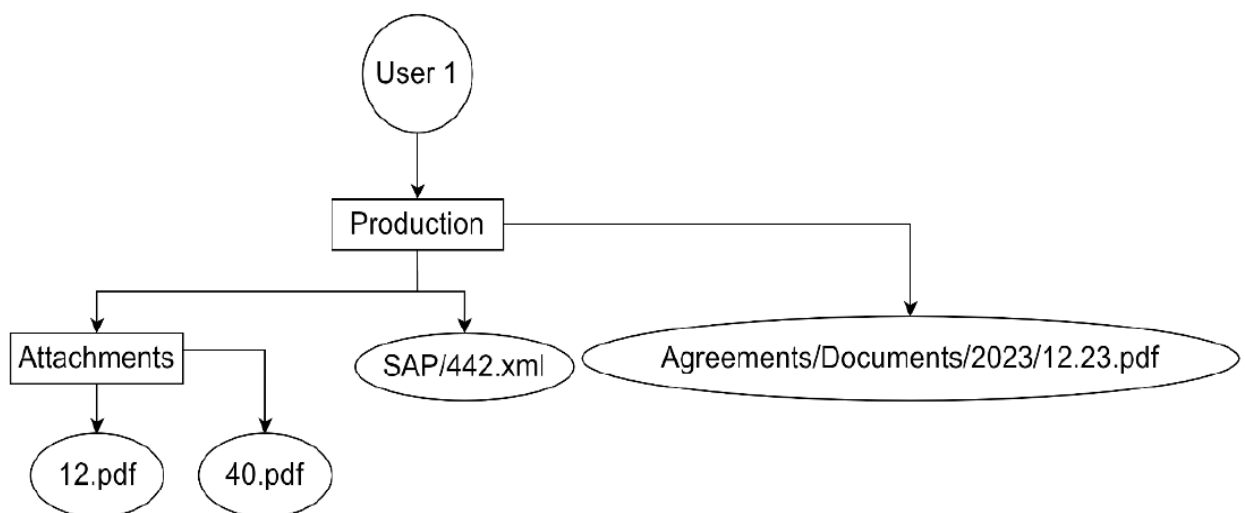 User 1
Production
Attachments
SAP/442.xml
Agreements/Documents/2023/12.23.pdf
12.pdf
40.pdf